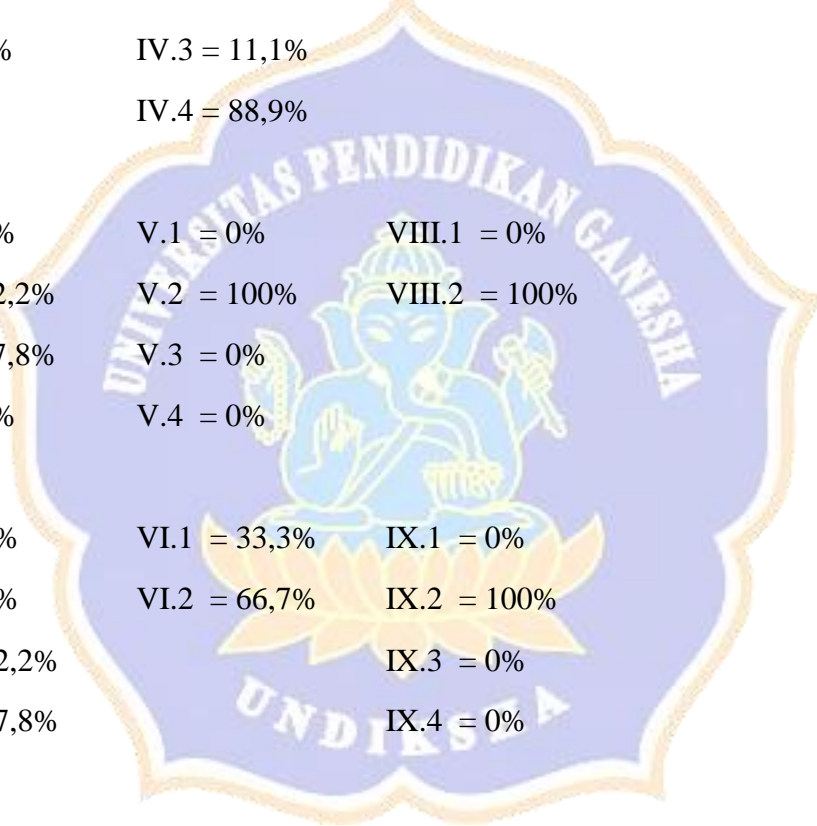 % IV.3 = 11,1%
IV.4 = 88,9%
UNIVERSITAS PENDIDIKAN GANESHA
% V.1 = 0% VIII.1 = 0%
2,2% V.2 = 100% VIII.2 = 100%
7,8% V.3 = 0%
% V.4 = 0%
% VI.1 = 33,3% IX.1 = 0%
% VI.2 = 66,7% IX.2 = 100%
2,2% IX.3 = 0%
7,8% IX.4 = 0%
UNDIKSHA